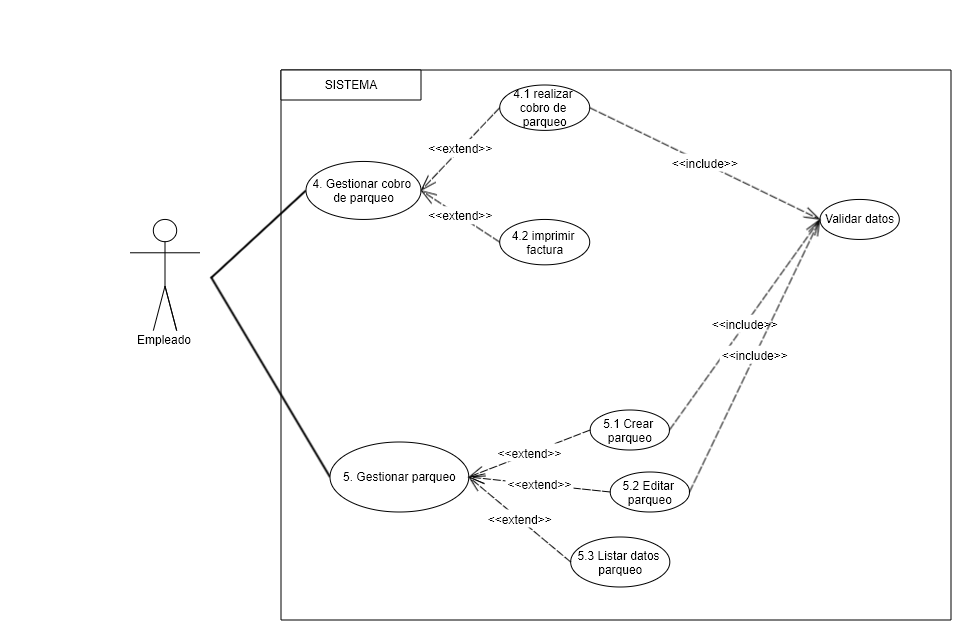 SISTEMA
4.1 realizar
cobro de
parqueo
<<extend>>
<<include>>
4. Gestionar cobro
de parqueo
<<extend>>
Validar datos
4.2 imprimir
factura
Empleado
<<include>>
<<include>>
5.1 Crear
parqueo
<<extend>>
5. Gestionar parqueo
<<extend>>
5.2 Editar
parqueo
<<extend>>
5.3 Listar datos
parqueo